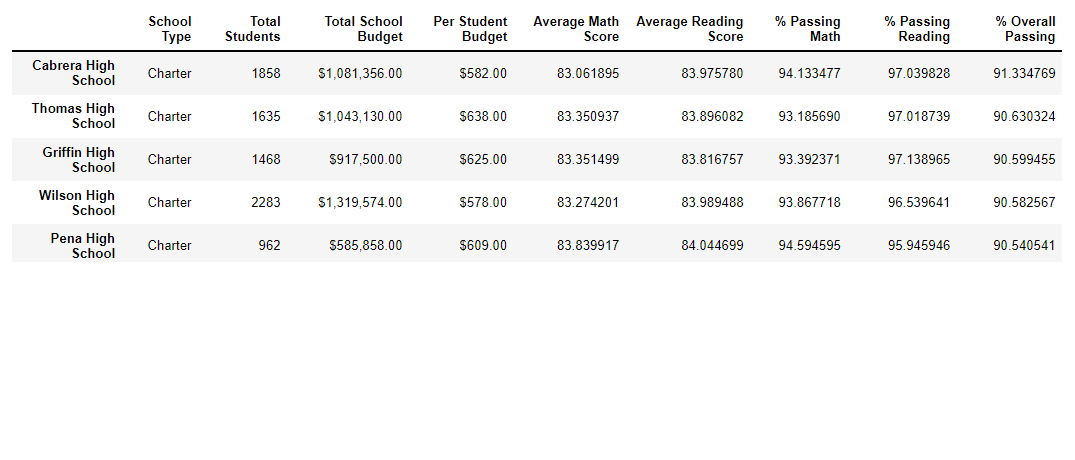 School Total Total School Per Student Average Math Average Reading % Passing % Passing % Overall
Type Students Budget Budget Score Score Math Reading Passing
Cabrera High
School Charter 1858 $1,081,356.00 $582.00 83.061895 83.975780 94.133477 97.039828 91.334769
Thomas High
School Charter 1635 $1,043,130.00 $638.00 83.350937 83.896082 93.185690 97.018739 90.630324
Griffin High
School Charter 1468 $917,500.00 $625.00 83.351499 83.816757 93.392371 97.138965 90.599455
Wilson High
School Charter 2283 $1,319,574.00 $578.00 83.274201 83.989488 93.867718 96.539641 90.582567
Pena High
School Charter 962 $585,858.00 $609.00 83.839917 84.044699 94.594595 95.945946 90.540541